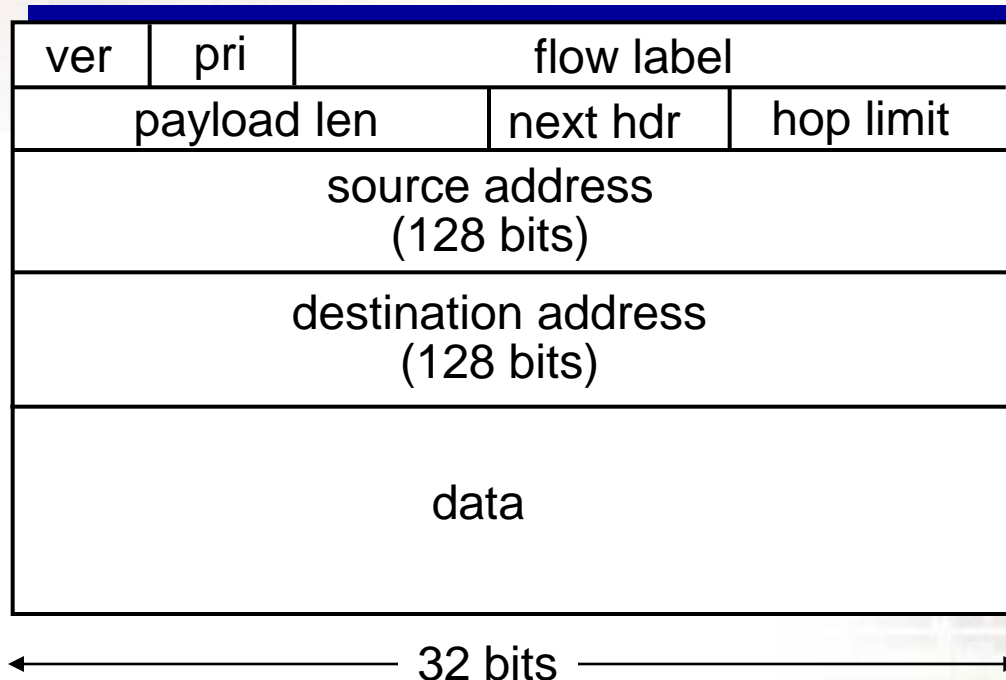 ver pri flow label
payload len next hdr hop limit
source address
(128 bits)
destination address
(128 bits)
data
32 bits